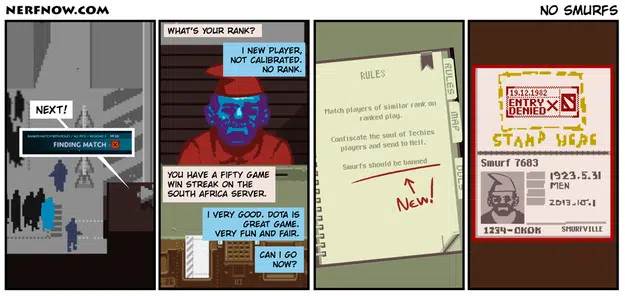 NERFNOW.COM
NO SMURFS
NEXT!
FINDING MATCH
WHAT'S YOUR RANK?
I NEW PLAYER,
NOT CALIBRATED.
NO RANK.
YOU HAVE A FIFTY GAME
WIN STREAK ON THE
SOUTH AFRICA SERVER.
I VERY GOOD. DOTA IS
GREAT GAME.
VERY FUN AND FAIR.
CAN I GO
NOW?
RULES
Match players of similar rank on
ranked play.
Confiscate the soul of Techies
players and send to Hell.
Smurfs should be banned
New!
RULES
MAP
19.12.1982
ENTRY
DENIED
STAMP HERE
Smurf 7683
1923.5.31
MEN
2013.10.1
1234-OKOK
SMURFVILLE